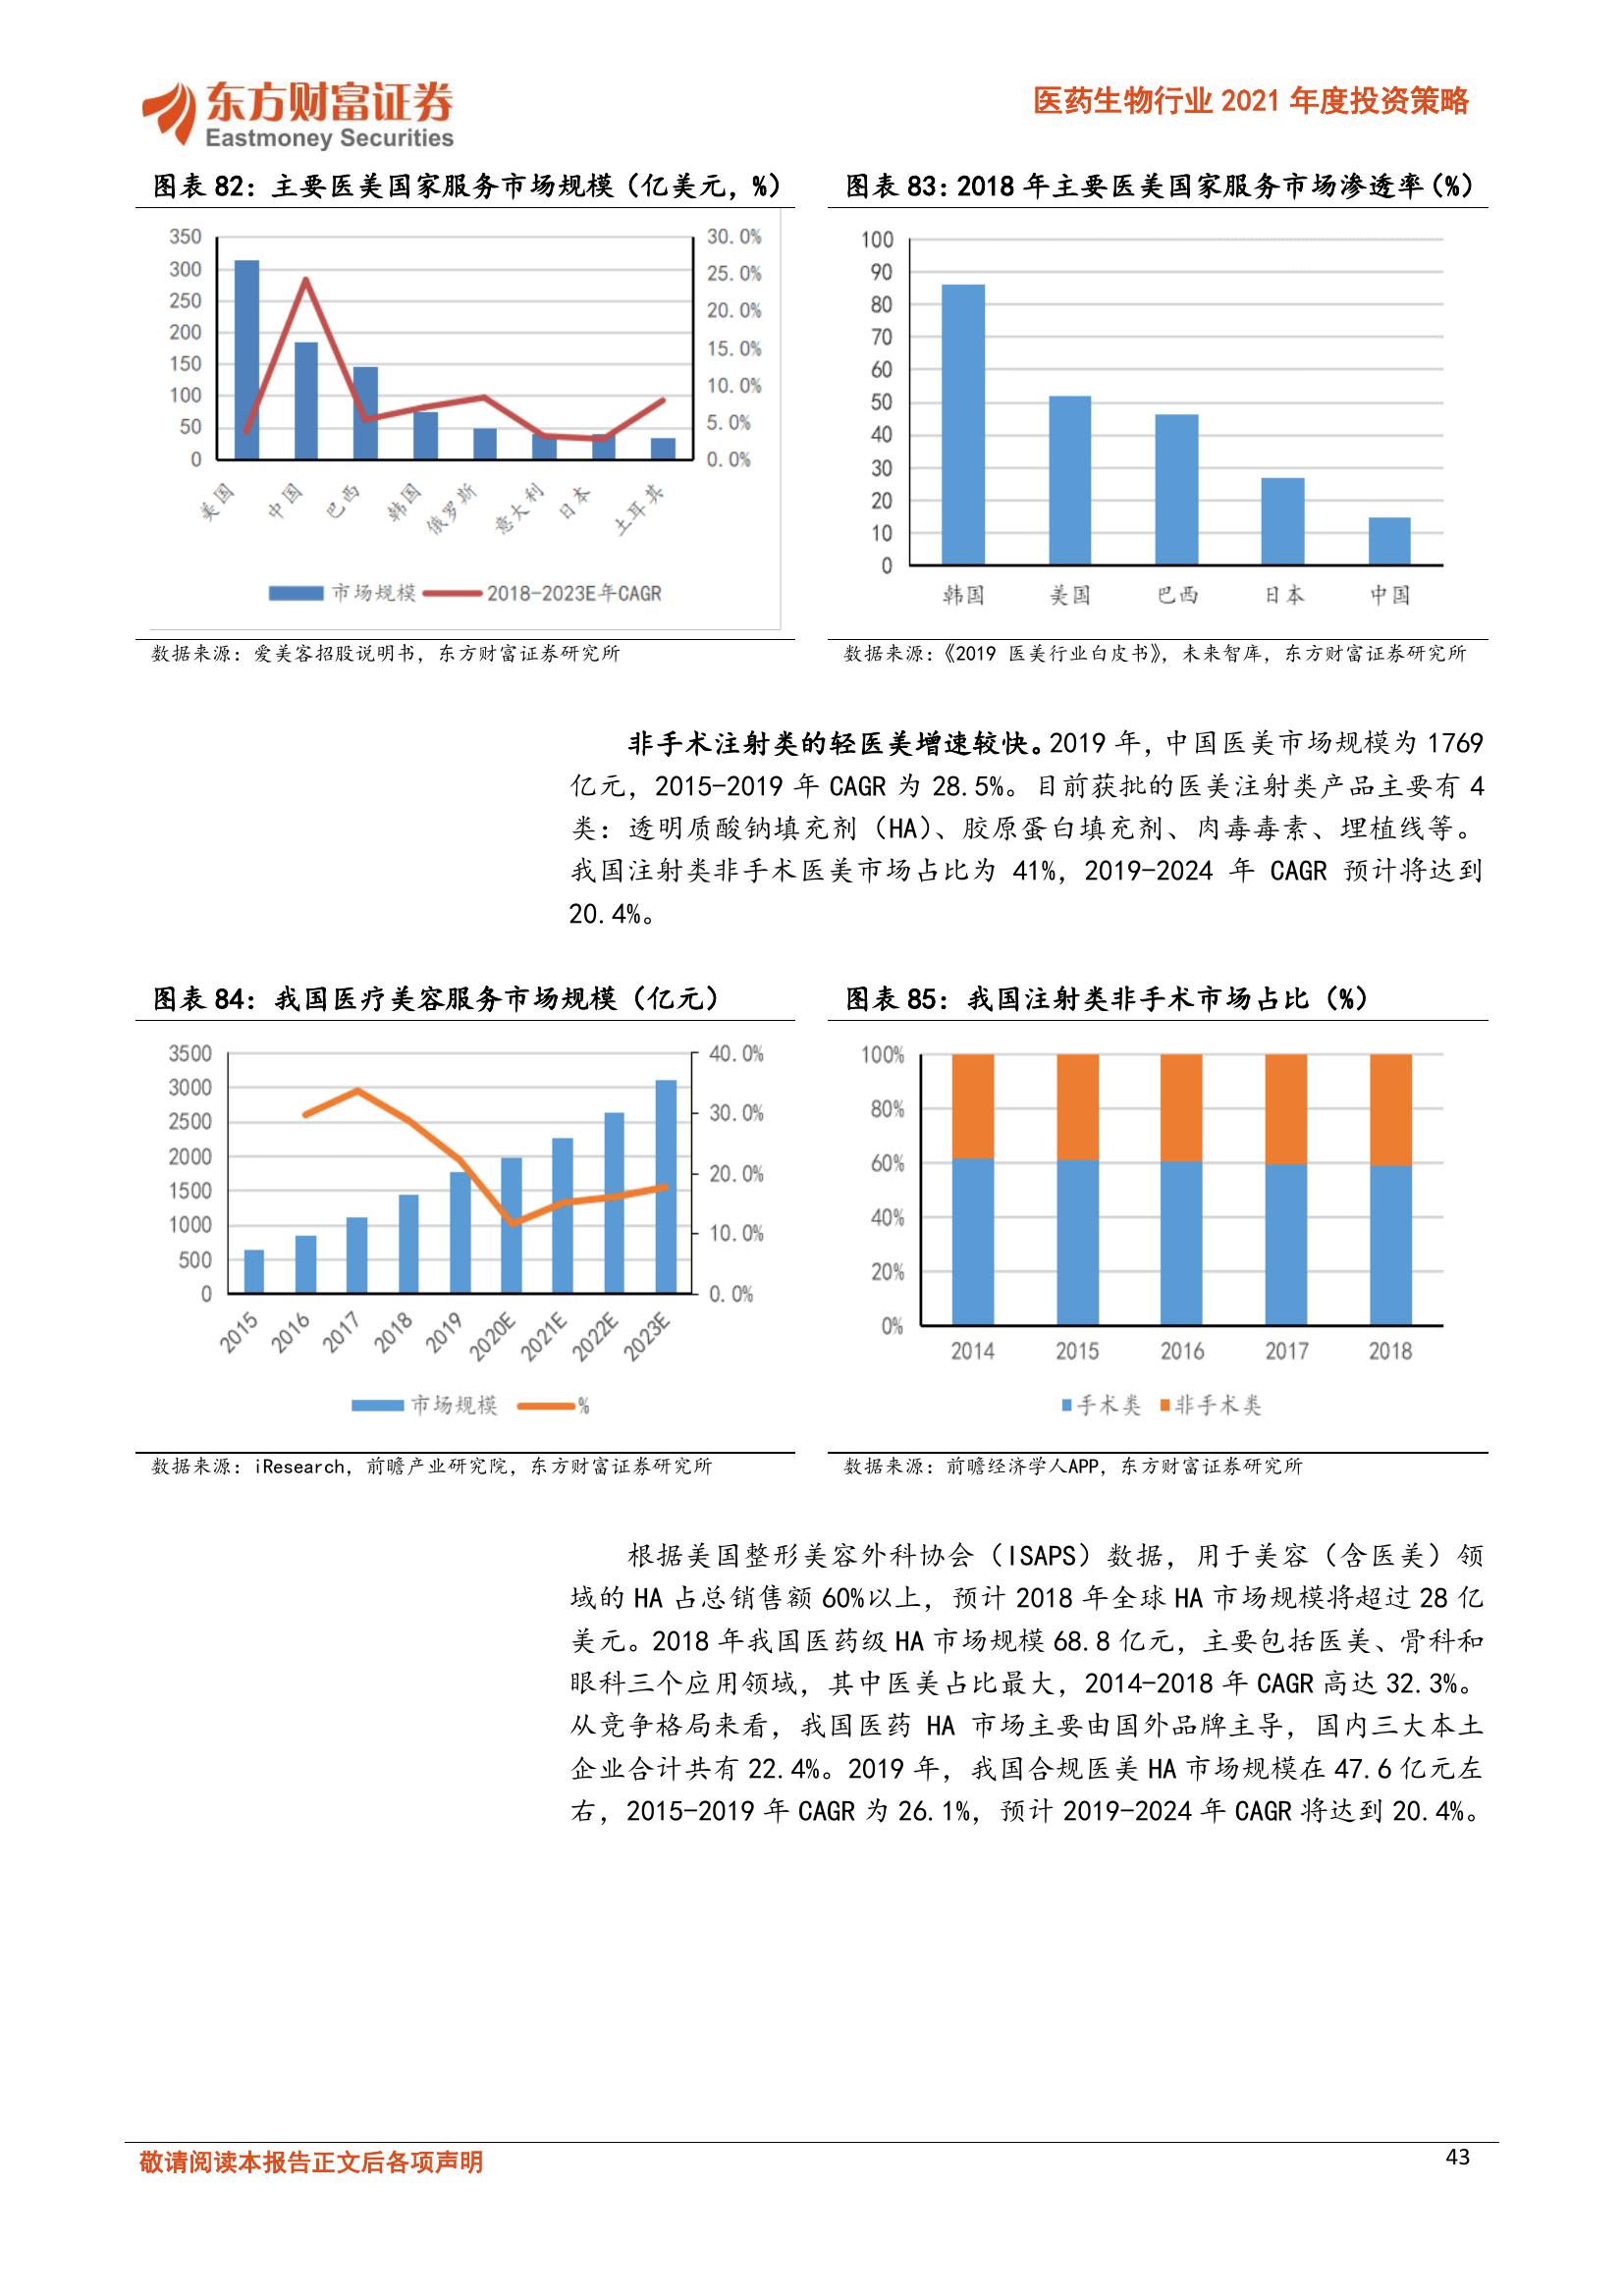 东方财富证券
Eastmoney Securities
医药生物行业 2021 年度投资策略
图表 82：主要医美国家服务市场规模（亿美元，%）
350
300
250
200
150
100
50
0
30.0%
25.0%
20.0%
15.0%
10.0%
5.0%
0.0%
美国 中国 巴西 韩国 俄罗斯 意大利 日本 土耳其
市场规模 2018-2023E年CAGR
数据来源：爱美客招股说明书，东方财富证券研究所
图表 83：2018 年主要医美国家服务市场渗透率（%）
100
90
80
70
60
50
40
30
20
10
0
韩国 美国 巴西 日本 中国
数据来源：《2019 医美行业白皮书》，未来智库，东方财富证券研究所
非手术注射类的轻医美增速较快。2019 年，中国医美市场规模为 1769
亿元，2015-2019 年 CAGR 为 28.5%。目前获批的医美注射类产品主要有 4
类：透明质酸钠填充剂（HA）、胶原蛋白填充剂、肉毒毒素、埋植线等。
我国注射类非手术医美市场占比为 41%，2019-2024 年 CAGR 预计将达到
20.4%。
图表 84：我国医疗美容服务市场规模（亿元）
3500
3000
2500
2000
1500
1000
500
0
40.0%
30.0%
20.0%
10.0%
0.0%
2015 2016 2017 2018 2019 2020E 2021E 2022E 2023E
市场规模 %
数据来源：iResearch，前瞻产业研究院，东方财富证券研究所
图表 85：我国注射类非手术市场占比（%）
100%
80%
60%
40%
20%
0%
2014 2015 2016 2017 2018
手术类 非手术类
数据来源：前瞻经济学人APP，东方财富证券研究所
根据美国整形美容外科协会（ISAPS）数据，用于美容（含医美）领
域的 HA 占总销售额 60%以上，预计 2018 年全球 HA 市场规模将超过 28 亿
美元。2018 年我国医药级 HA 市场规模 68.8 亿元，主要包括医美、骨科和
眼科三个应用领域，其中医美占比最大，2014-2018 年 CAGR 高达 32.3%。
从竞争格局来看，我国医药 HA 市场主要由国外品牌主导，国内三大本土
企业合计共有 22.4%。2019 年，我国合规医美 HA 市场规模在 47.6 亿元左
右，2015-2019 年 CAGR 为 26.1%，预计 2019-2024 年 CAGR 将达到 20.4%。
敬请阅读本报告正文后各项声明
43